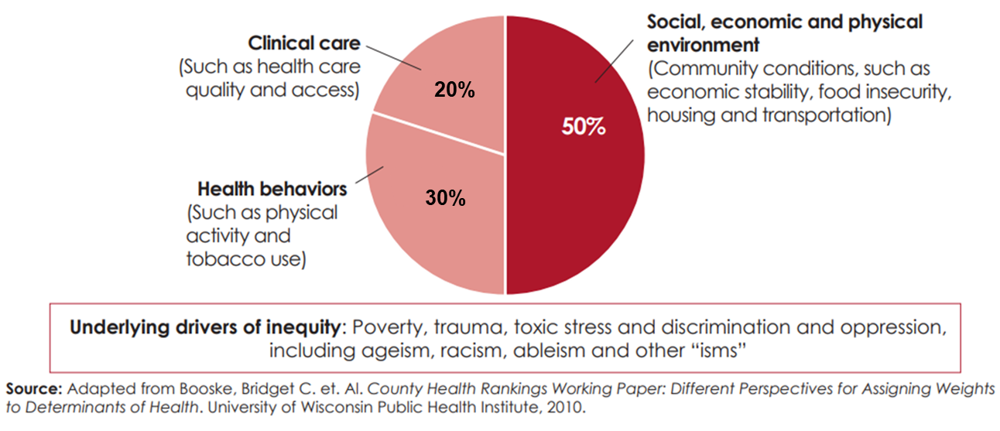 Social, economic and physical
environment
(Community conditions, such as
economic stability, food insecurity,
housing and transportation)
50%
Clinical care
(Such as health care
quality and access)
20%
Health behaviors
(Such as physical
activity and
tobacco use)
30%
Underlying drivers of inequity: Poverty, trauma, toxic stress and discrimination and oppression,
including ageism, racism, ableism and other “isms”
Source: Adapted from Booske, Bridget C. et. Al. County Health Rankings Working Paper: Different Perspectives for Assigning Weights
to Determinants of Health. University of Wisconsin Public Health Institute, 2010.